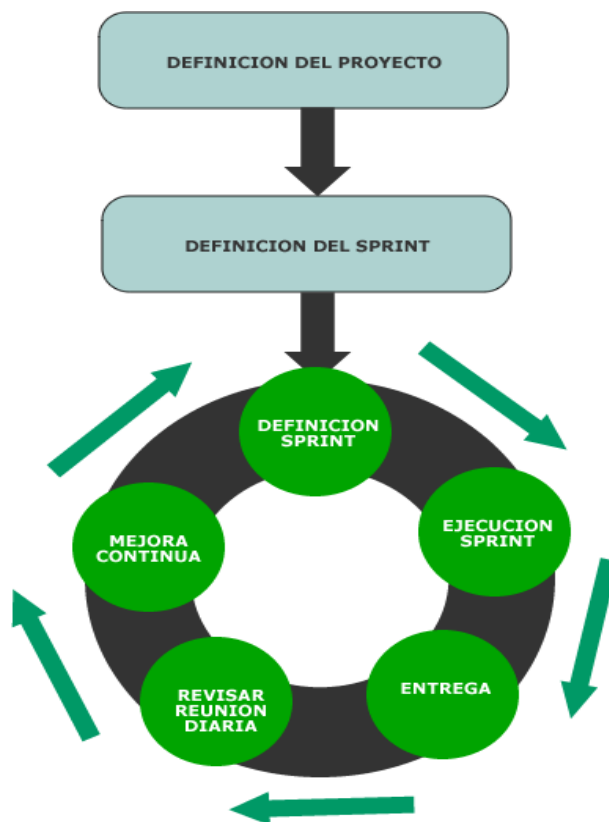 DEFINICION DEL PROYECTO
DEFINICION DEL SPRINT
DEFINICION
SPRINT
EJECUCION
SPRINT
ENTREGA
REVISAR
REUNION
DIARIA
MEJORA
CONTINUA